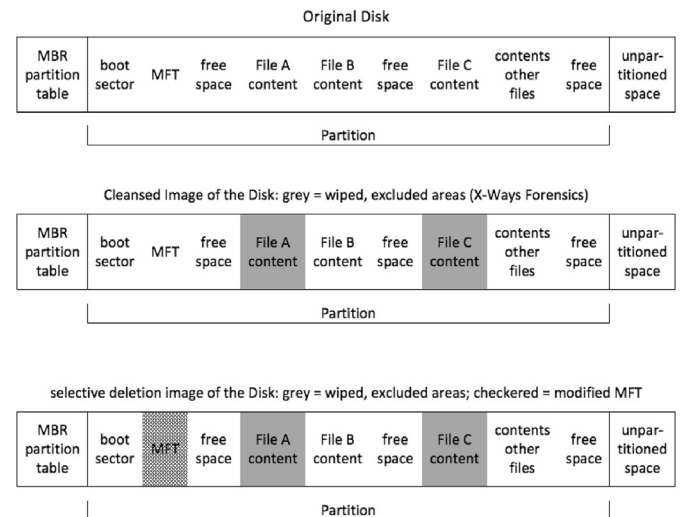 Original Disk
MBR partition table
boot sector
MFT
free space
File A content
File B content
free space
File C content
contents other files
free space
unpar-titioned space
Partition
Cleansed Image of the Disk: grey = wiped, excluded areas (X-Ways Forensics)
MBR partition table
boot sector
MFT
free space
File A content
File B content
free space
File C content
contents other files
free space
unpar-titioned space
Partition
selective deletion image of the Disk: grey = wiped, excluded areas; checkered = modified MFT
MBR partition table
boot sector
MFT
free space
File A content
File B content
free space
File C content
contents other files
free space
unpar-titioned space
Partition